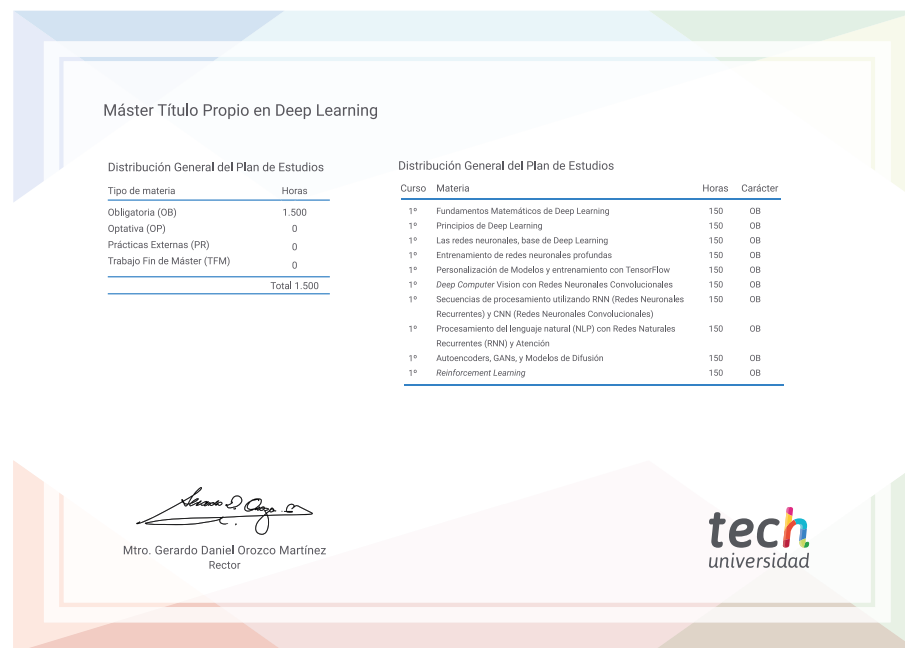 Máster Título Propio en Deep Learning
Distribución General del Plan de Estudios
Tipo de materia Horas
Obligatoria (OB) 1.500
Optativa (OP) 0
Prácticas Externas (PR) 0
Trabajo Fin de Máster (TFM) 0
Total 1.500
Distribución General del Plan de Estudios
Curso Materia Horas Carácter
1º Fundamentos Matemáticos de Deep Learning 150 OB
1º Principios de Deep Learning 150 OB
1º Las redes neuronales, base de Deep Learning 150 OB
1º Entrenamiento de redes neuronales profundas 150 OB
1º Personalización de Modelos y entrenamiento con TensorFlow 150 OB
1º Deep Computer Vision con Redes Neuronales Convolucionales 150 OB
1º Secuencias de procesamiento utilizando RNN (Redes Neuronales 150 OB
Recurrentes) y CNN (Redes Neuronales Convolucionales)
1º Procesamiento del lenguaje natural (NLP) con Redes Naturales 150 OB
Recurrentes (RNN) y Atención
1º Autoencoders, GANs, y Modelos de Difusión 150 OB
1º Reinforcement Learning 150 OB
Mtro. Gerardo Daniel Orozco Martínez
Rector
tech
universidad